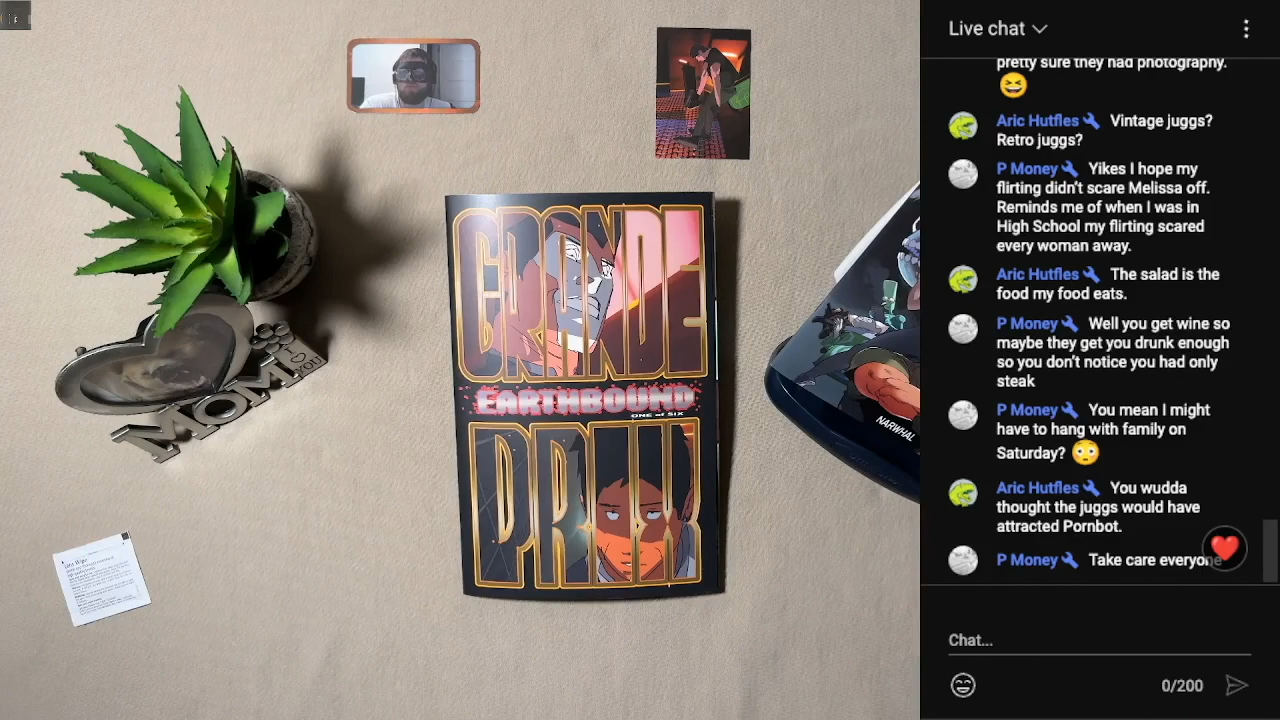 GRANDE
EARTHBOUND
ONE of SIX
PRIX
MOM
I
YOU
NARWHAL
Live chat
pretty sure they had photography.
Aric Hutfles Vintage juggs?
Retro juggs?
P Money Yikes I hope my
flirting didn't scare Melissa off.
Reminds me of when I was in
High School my flirting scared
every woman away.
Aric Hutfles The salad is the
food my food eats.
P Money Well you get wine so
maybe they get you drunk enough
so you don't notice you had only
steak
P Money You mean I might
have to hang with family on
Saturday? 😳
Aric Hutfles You wudda
thought the juggs would have
attracted Pornbot.
P Money Take care everyone
Chat...
0/200